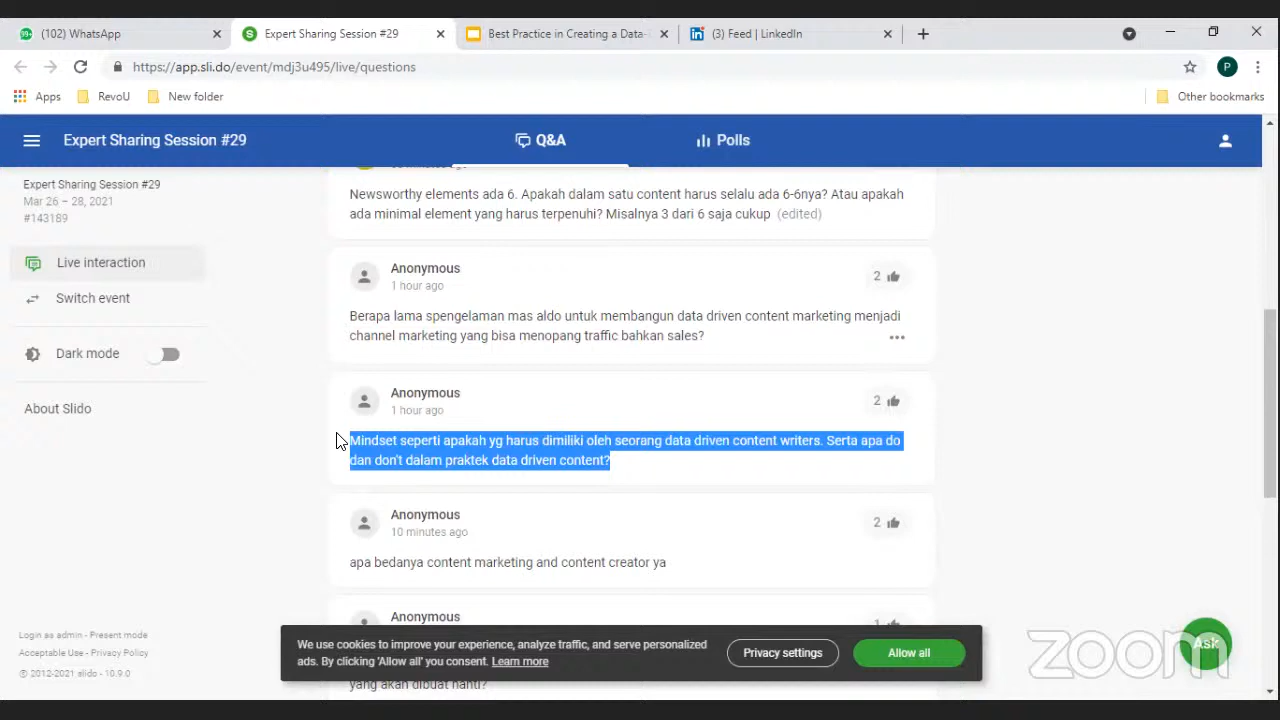 (102) WhatsApp
Expert Sharing Session #29
Best Practice in Creating a Data-
(3) Feed | LinkedIn
https://app.sli.do/event/mdj3u495/live/questions
P
Apps
RevoU
New folder
Other bookmarks
Expert Sharing Session #29
Q&A
Polls
Expert Sharing Session #29
Mar 26 – 28, 2021
#143189
Live interaction
Switch event
Dark mode
About Slido
Newsworthy elements ada 6. Apakah dalam satu content harus selalu ada 6-6nya? Atau apakah
ada minimal element yang harus terpenuhi? Misalnya 3 dari 6 saja cukup (edited)
Anonymous
1 hour ago
2
Berapa lama spengelaman mas aldo untuk membangun data driven content marketing menjadi
channel marketing yang bisa menopang traffic bahkan sales?
Anonymous
1 hour ago
2
Mindset seperti apakah yg harus dimiliki oleh seorang data driven content writers. Serta apa do
dan don't dalam praktek data driven content?
Anonymous
10 minutes ago
2
apa bedanya content marketing and content creator ya
Anonymous
1
yang akan dibuat nanti?
We use cookies to improve your experience, analyze traffic, and serve personalized
ads. By clicking 'Allow all' you consent. Learn more
Privacy settings
Allow all
Login as admin - Present mode
Acceptable Use - Privacy Policy
© 2012-2021 slido - 10.9.0
Ask
zoom